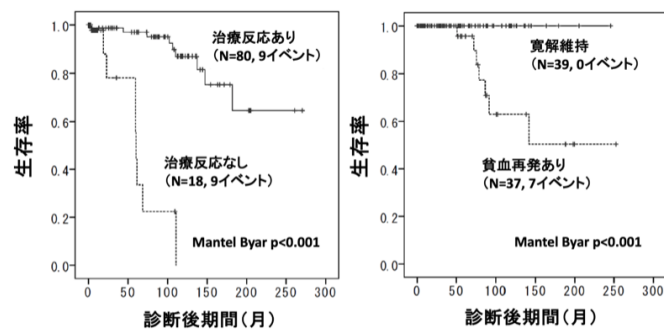 治療反応あり
（N=80, 9イベント）
治療反応なし
（N=18, 9イベント）
Mantel Byar p<0.001
生存率
1.0
0.8
0.6
0.4
0.2
0.0
0 50 100 150 200 250 300
診断後期間（月）
寛解維持
（N=39, 0イベント）
貧血再発あり
（N=37, 7イベント）
Mantel Byar p<0.001
生存率
1.0
0.8
0.6
0.4
0.2
0.0
0 50 100 150 200 250 300
診断後期間（月）